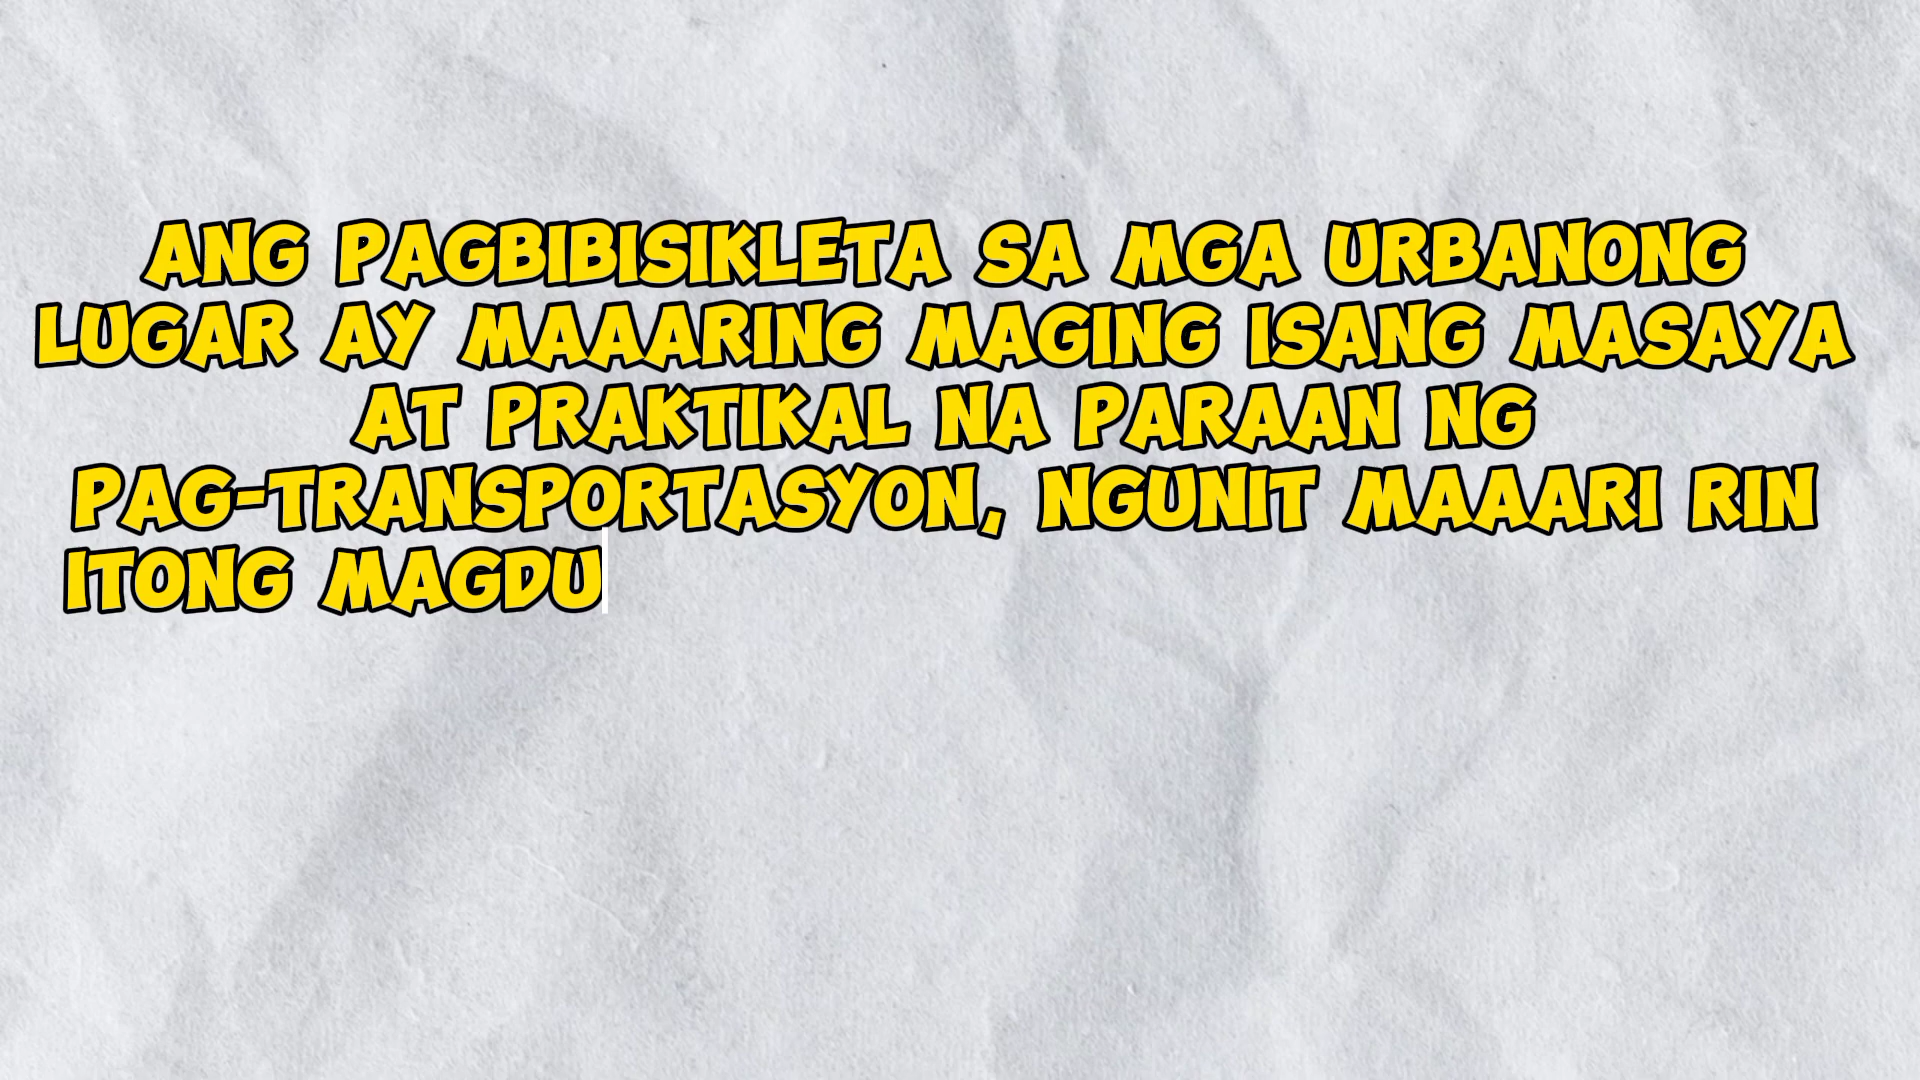 ANG PAGBIBISIKLETA SA MGA URBANONG
LUGAR AY MAAARING MAGING ISANG MASAYA
AT PRAKTIKAL NA PARAAN NG
PAG-TRANSPORTASYON, NGUNIT MAAARI RIN
ITONG MAGDU